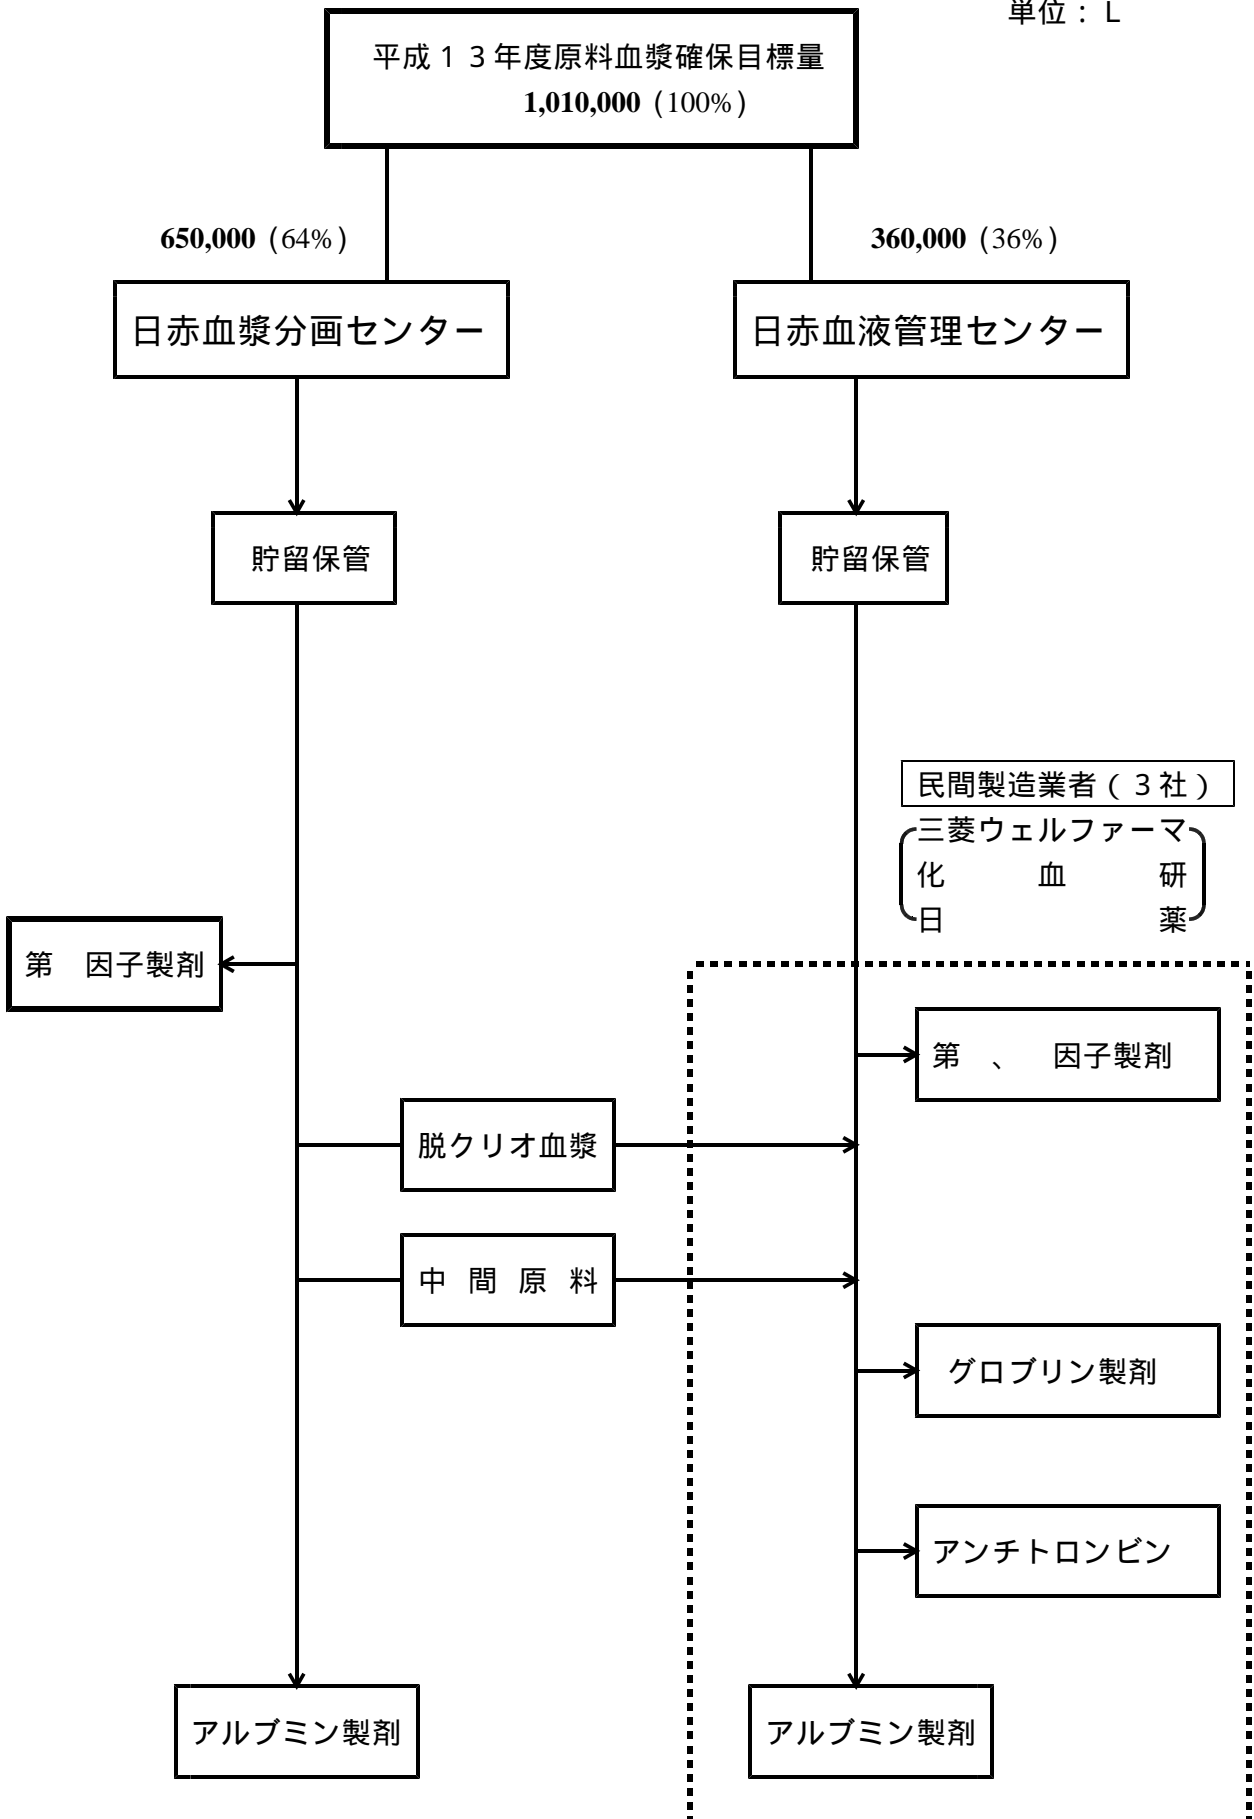 単位：Ｌ
平成１３年度原料血漿確保目標量
1,010,000（100%）
650,000（64%）
360,000（36%）
日赤血漿分画センター
日赤血液管理センター
貯留保管
貯留保管
民間製造業者（３社）
三菱ウェルファーマ
化　血　研
日　薬
第　因子製剤
第　、　因子製剤
脱クリオ血漿
中間原料
グロブリン製剤
アンチトロンビン
アルブミン製剤
アルブミン製剤